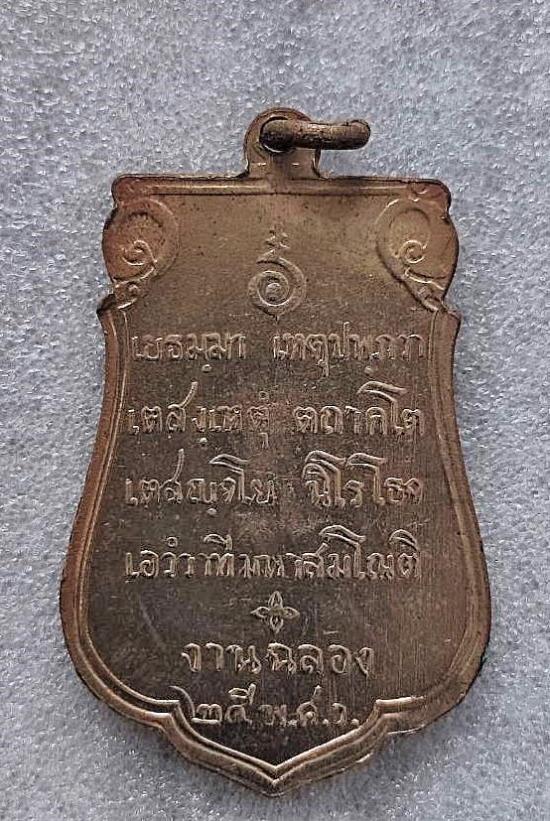 เยธมฺมา เหตุปฺปภวา
เตสงฺเหตุํ ตถาคโต
เตสญฺจโย นิโรโธจ
เอวํวาที มหาสมโณติ
งานฉลอง
๒๕ พ.ศ.ว.